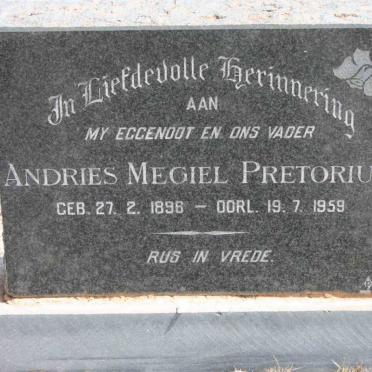 In Liefdevolle Herinnering
AAN
MY EGGENOOT EN ONS VADER
ANDRIES MEGIEL PRETORIU
GEB. 27. 2. 1896 — OORL. 19. 7. 1959
RUS IN VREDE.